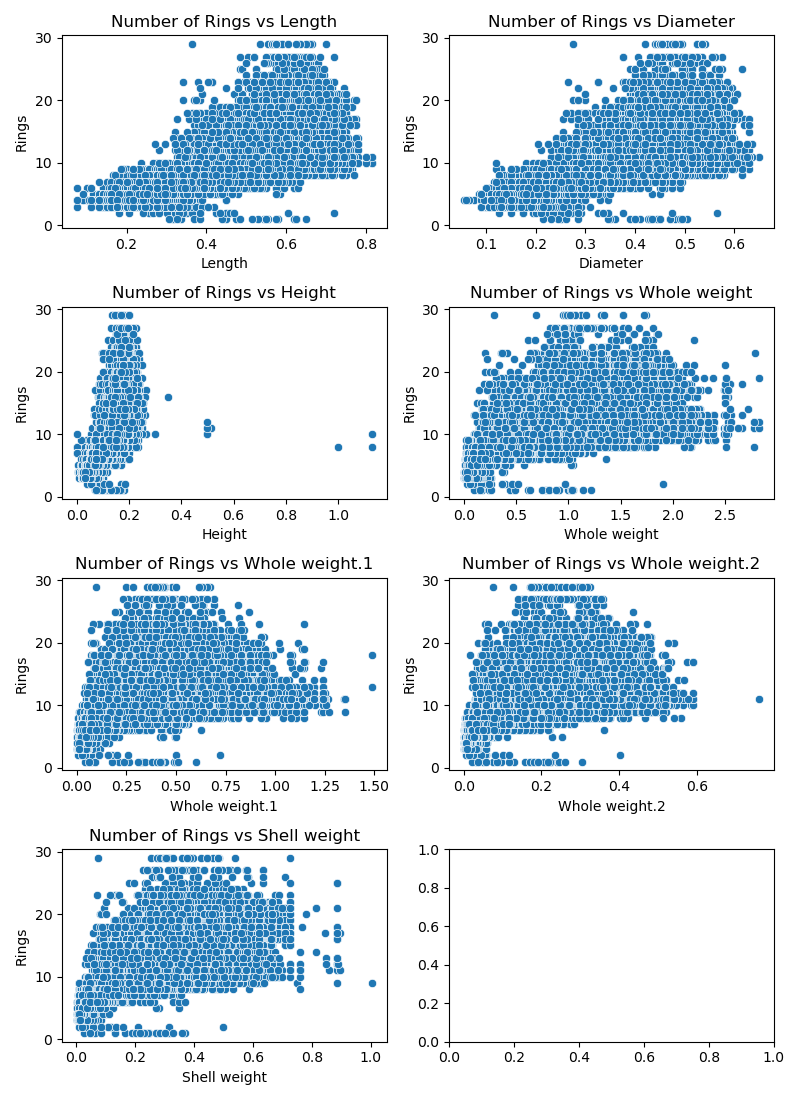 Number of Rings vs Length
Number of Rings vs Diameter
30
20
10
0
Rings
0.2 0.4 0.6 0.8
Length
30
20
10
0
Rings
0.1 0.2 0.3 0.4 0.5 0.6
Diameter
Number of Rings vs Height
Number of Rings vs Whole weight
30
20
10
0
Rings
0.0 0.2 0.4 0.6 0.8 1.0
Height
30
20
10
0
Rings
0.0 0.5 1.0 1.5 2.0 2.5
Whole weight
Number of Rings vs Whole weight.1
Number of Rings vs Whole weight.2
30
20
10
0
Rings
0.00 0.25 0.50 0.75 1.00 1.25 1.50
Whole weight.1
30
20
10
0
Rings
0.0 0.2 0.4 0.6
Whole weight.2
Number of Rings vs Shell weight
30
20
10
0
Rings
0.0 0.2 0.4 0.6 0.8 1.0
Shell weight
1.0
0.8
0.6
0.4
0.2
0.0
0.0 0.2 0.4 0.6 0.8 1.0